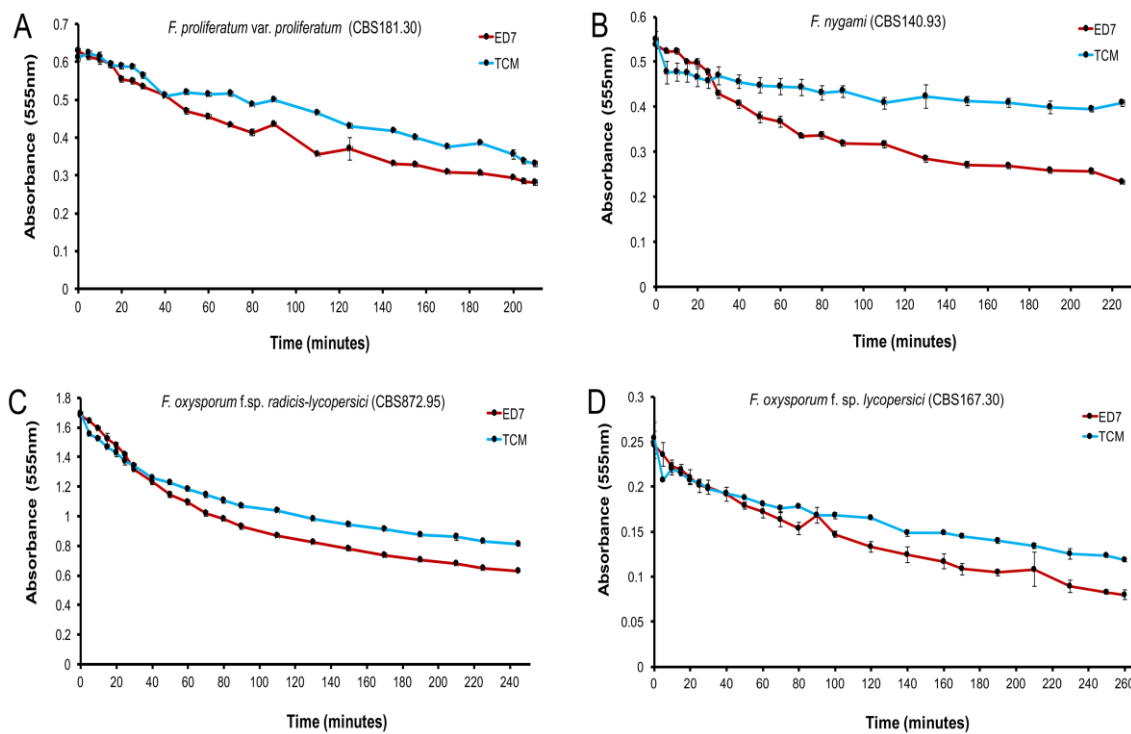 A
F. proliferatum var. proliferatum (CBS181.30)
ED7
TCM
Absorbance (555nm)
0.7
0.6
0.5
0.4
0.3
0.2
0.1
0
0 20 40 60 80 100 120 140 160 180 200
Time (minutes)
B
F. nygami (CBS140.93)
ED7
TCM
Absorbance (555nm)
0.6
0.5
0.4
0.3
0.2
0.1
0
0 20 40 60 80 100 120 140 160 180 200 220
Time (minutes)
C
F. oxysporum f.sp. radicis-lycopersici (CBS872.95)
ED7
TCM
Absorbance (555nm)
1.8
1.6
1.4
1.2
1.0
0.8
0.6
0.4
0.2
0
0 20 40 60 80 100 120 140 160 180 200 220 240
Time (minutes)
D
F. oxysporum f. sp. lycopersici (CBS167.30)
ED7
TCM
Absorbance (555nm)
0.3
0.25
0.2
0.15
0.1
0.05
0
0 20 40 60 80 100 120 140 160 180 200 220 240 260
Time (minutes)